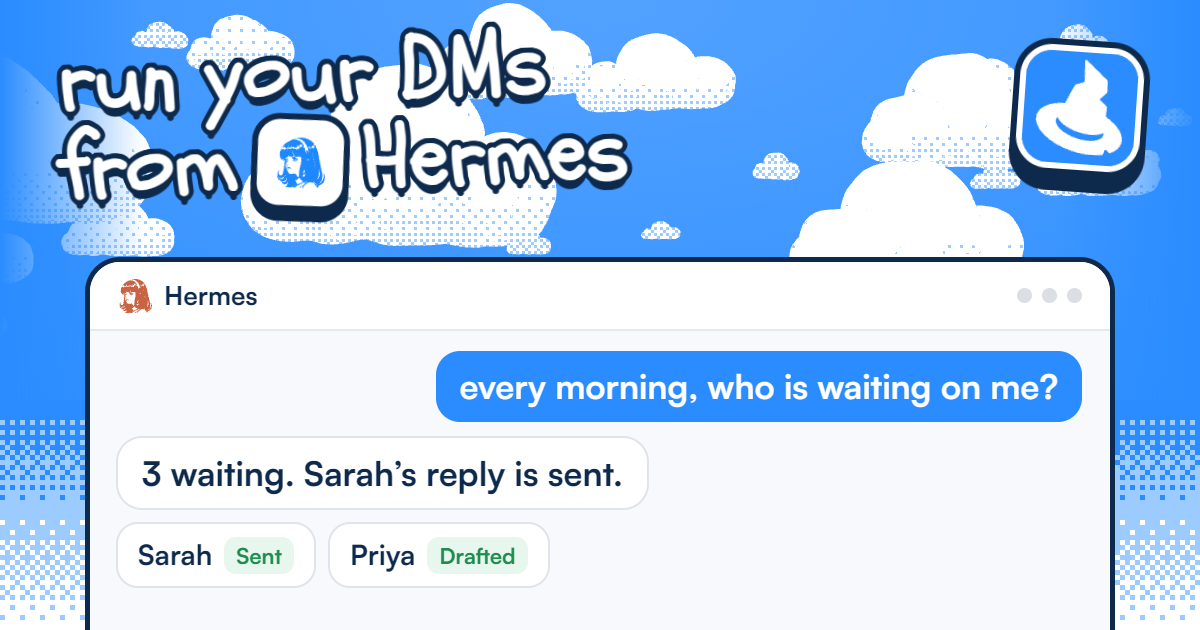 run your DMs
from Hermes
Hermes
every morning, who is waiting on me?
3 waiting. Sarah’s reply is sent.
Sarah Sent Priya Drafted